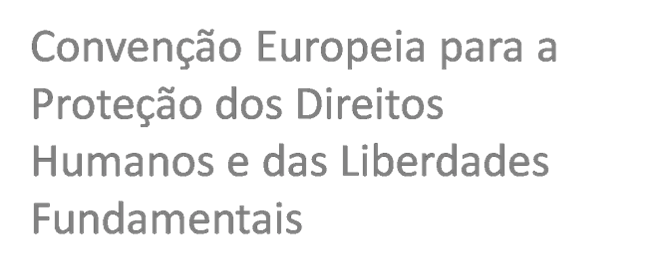 Convenção Europeia para a
Proteção dos Direitos
Humanos e das Liberdades
Fundamentais